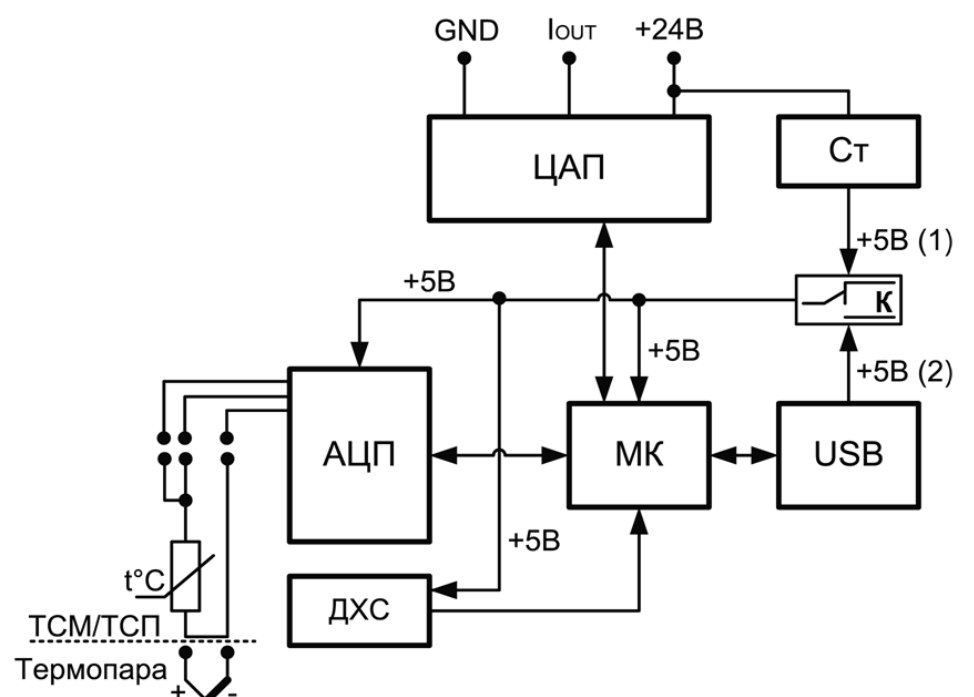 GND IOUT +24В
ЦАП
Ст
+5В (1)
+5В
К
+5В
+5В (2)
АЦП
МК
USB
+5В
t°C
ДХС
ТСМ/ТСП
Термопара
+ -